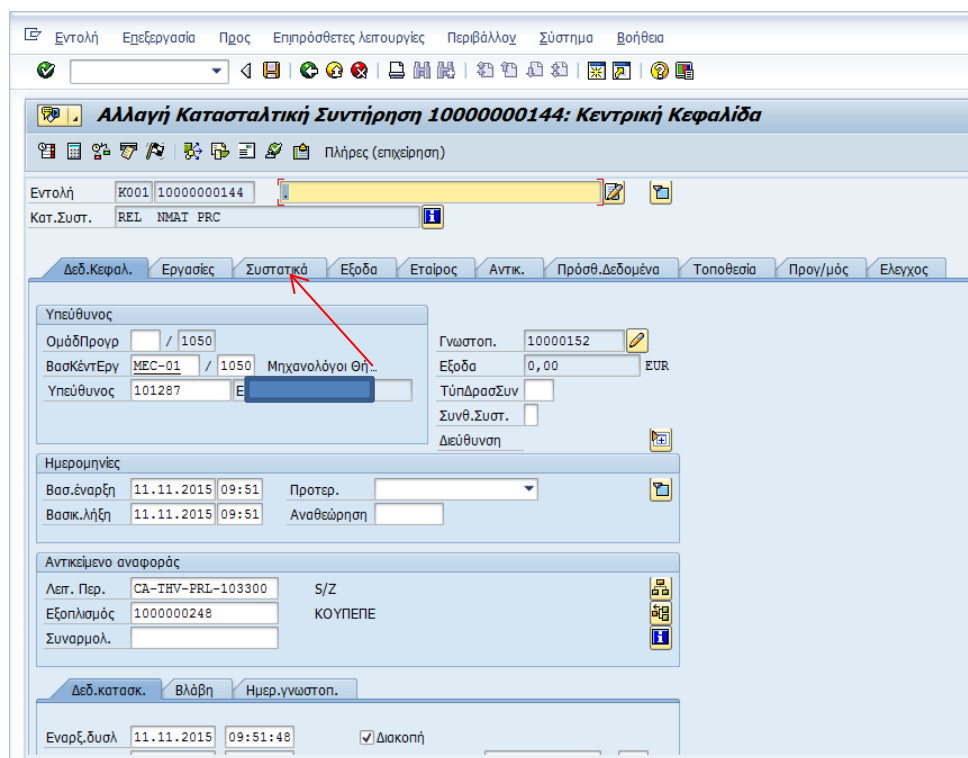 Εντολή Επεξεργασία Προς Επιπρόσθετες λειτουργίες Περιβάλλον Σύστημα Βοήθεια
Αλλαγή Κατασταλτική Συντήρηση 10000000144: Κεντρική Κεφαλίδα
Πλήρες (επιχείρηση)
Εντολή K001 10000000144 .
Κατ.Συστ. REL NMAT PRC
Δεδ.Κεφαλ. Εργασίες Συστατικά Εξοδα Εταίρος Αντικ. Πρόσθ.Δεδομένα Τοποθεσία Προγ/μός Ελεγχος
Υπεύθυνος
ΟμάδΠρογρ / 1050 Γνωστοπ. 10000152
ΒασΚέντΕργ MEC-01 / 1050 Μηχανολόγοι Θή… Εξοδα 0,00 EUR
Υπεύθυνος 101287 Ε ΤύπΔρασΣυν
Συνθ.Συστ.
Διεύθυνση
Ημερομηνίες
Βασ.έναρξη 11.11.2015 09:51 Προτερ.
Βασικ.λήξη 11.11.2015 09:51 Αναθεώρηση
Αντικείμενο αναφοράς
Λειτ. Περ. CA-THV-PRL-103300 S/Z
Εξοπλισμός 1000000248 ΚΟΥΠΕΠΕ
Συναρμολ.
Δεδ.κατασκ. Βλάβη Ημερ.γνωστοπ.
Εναρξ.δυσλ 11.11.2015 09:51:48 Διακοπή